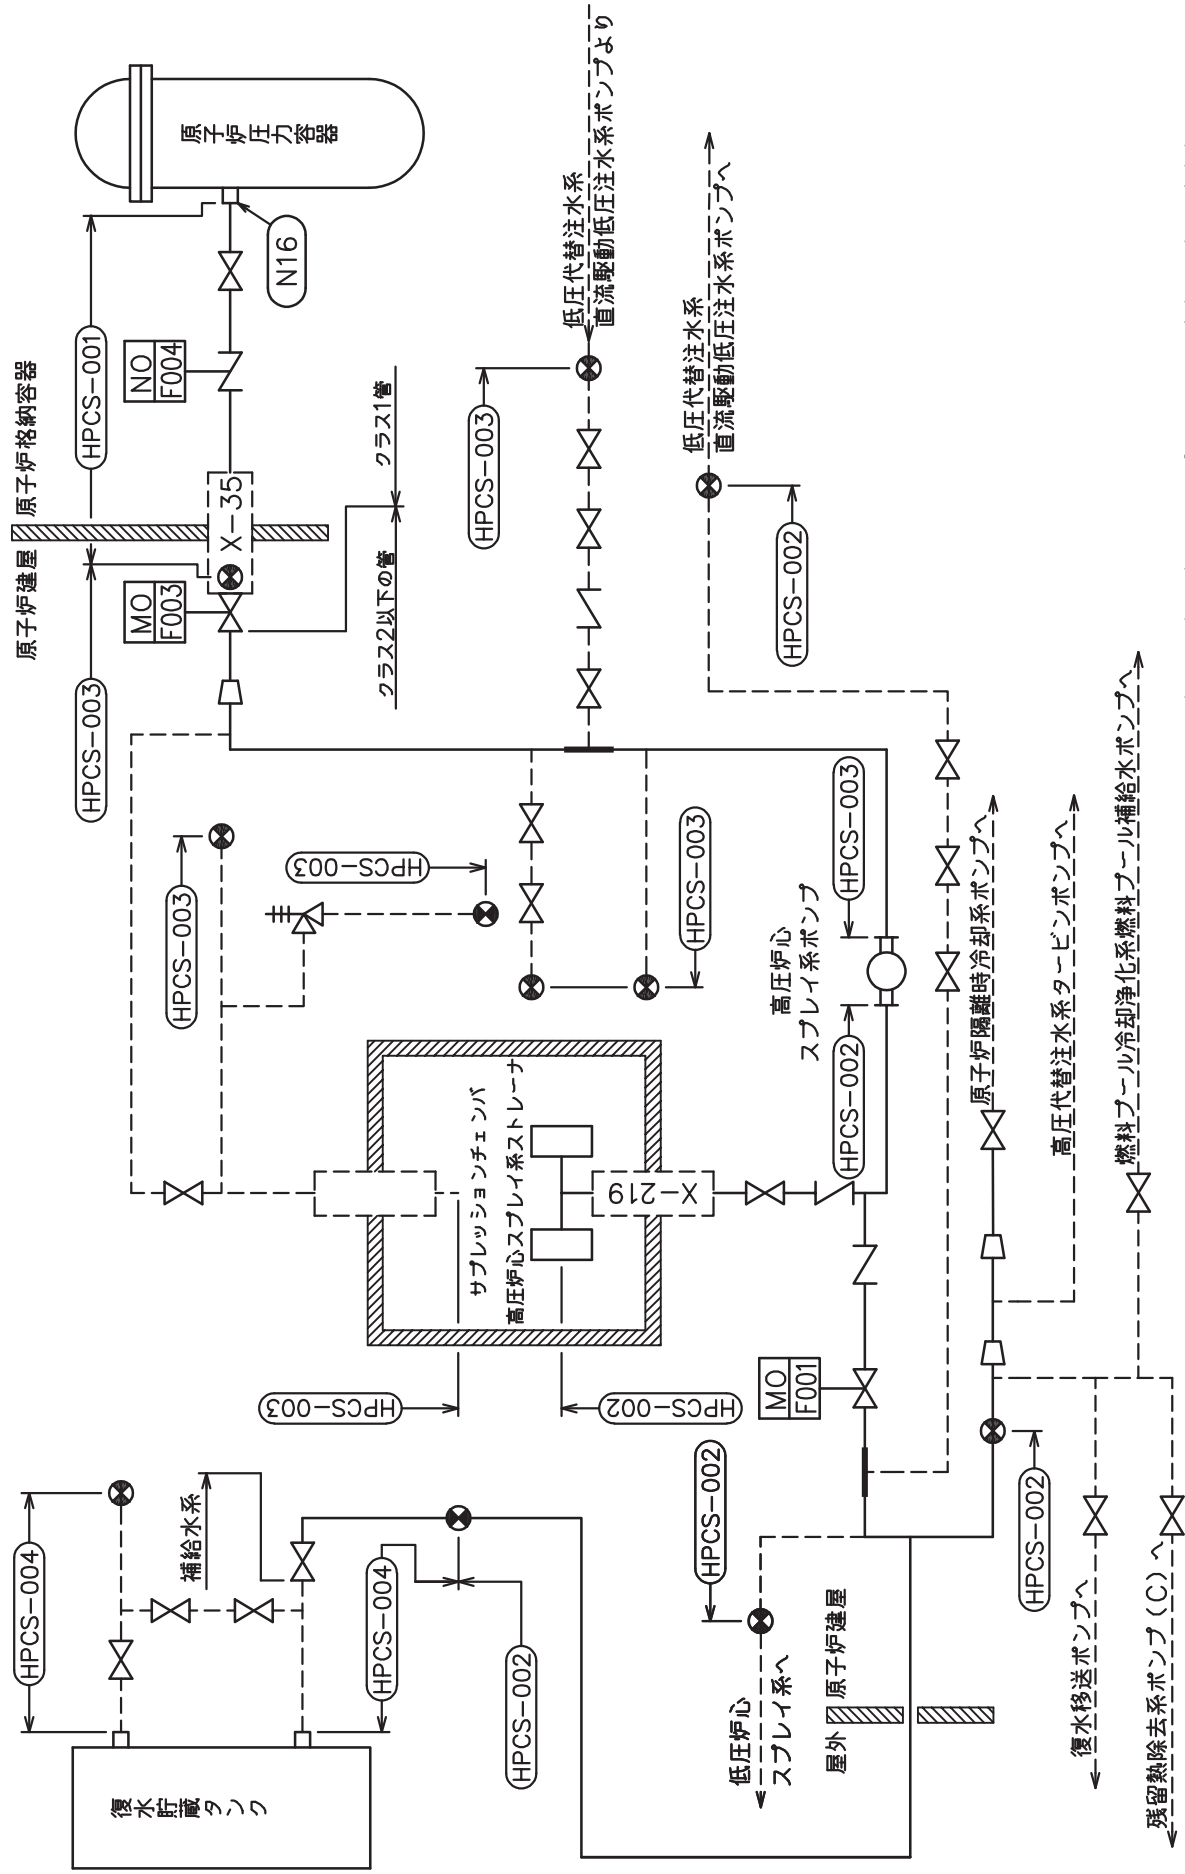 復水貯蔵タンク
HPCS-004
補給水系
HPCS-004
HPCS-002
低圧炉心
スプレイ系へ
HPCS-002
屋外
原子炉建屋
復水移送ポンプへ
残留熱除去系ポンプ(C)へ
HPCS-002
MO
F001
HPCS-003
HPCS-002
サプレッションチェンバ
高圧炉心スプレイ系ストレーナ
X-219
HPCS-003
HPCS-003
HPCS-003
高圧炉心
スプレイ系ポンプ
HPCS-002
HPCS-003
原子炉隔離時冷却系ポンプへ
高圧代替注水系タービンポンプへ
燃料プール冷却浄化系燃料プール補給水ポンプへ
HPCS-003
原子炉建屋
原子炉格納容器
MO
F003
X-35
クラス2以下の管
クラス1管
HPCS-001
NO
F004
N16
原子炉圧力容器
HPCS-003
低圧代替注水系
直流駆動低圧注水系ポンプより
HPCS-002
低圧代替注水系
直流駆動低圧注水系ポンプへ